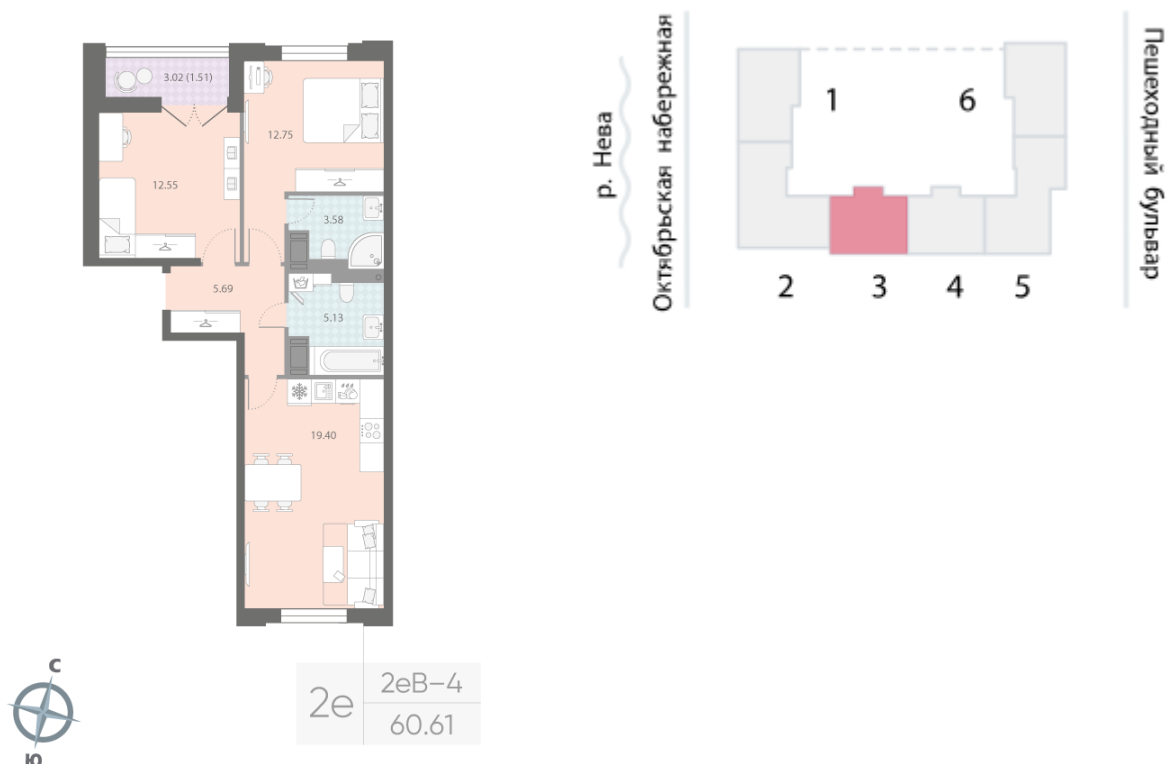 3.02 (1.51)
12.75
12.55
3.58
5.69
5.13
19.40
С
Ю
2е
2еВ–4
60.61
р. Нева
Октябрьская набережная
1
6
2
3
4
5
Пешеходный бульвар